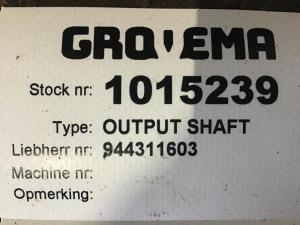 GROVEMA
Stock nr: 1015239
Type: OUTPUT SHAFT
Liebherr nr: 944311603
Machine nr:
Opmerking: